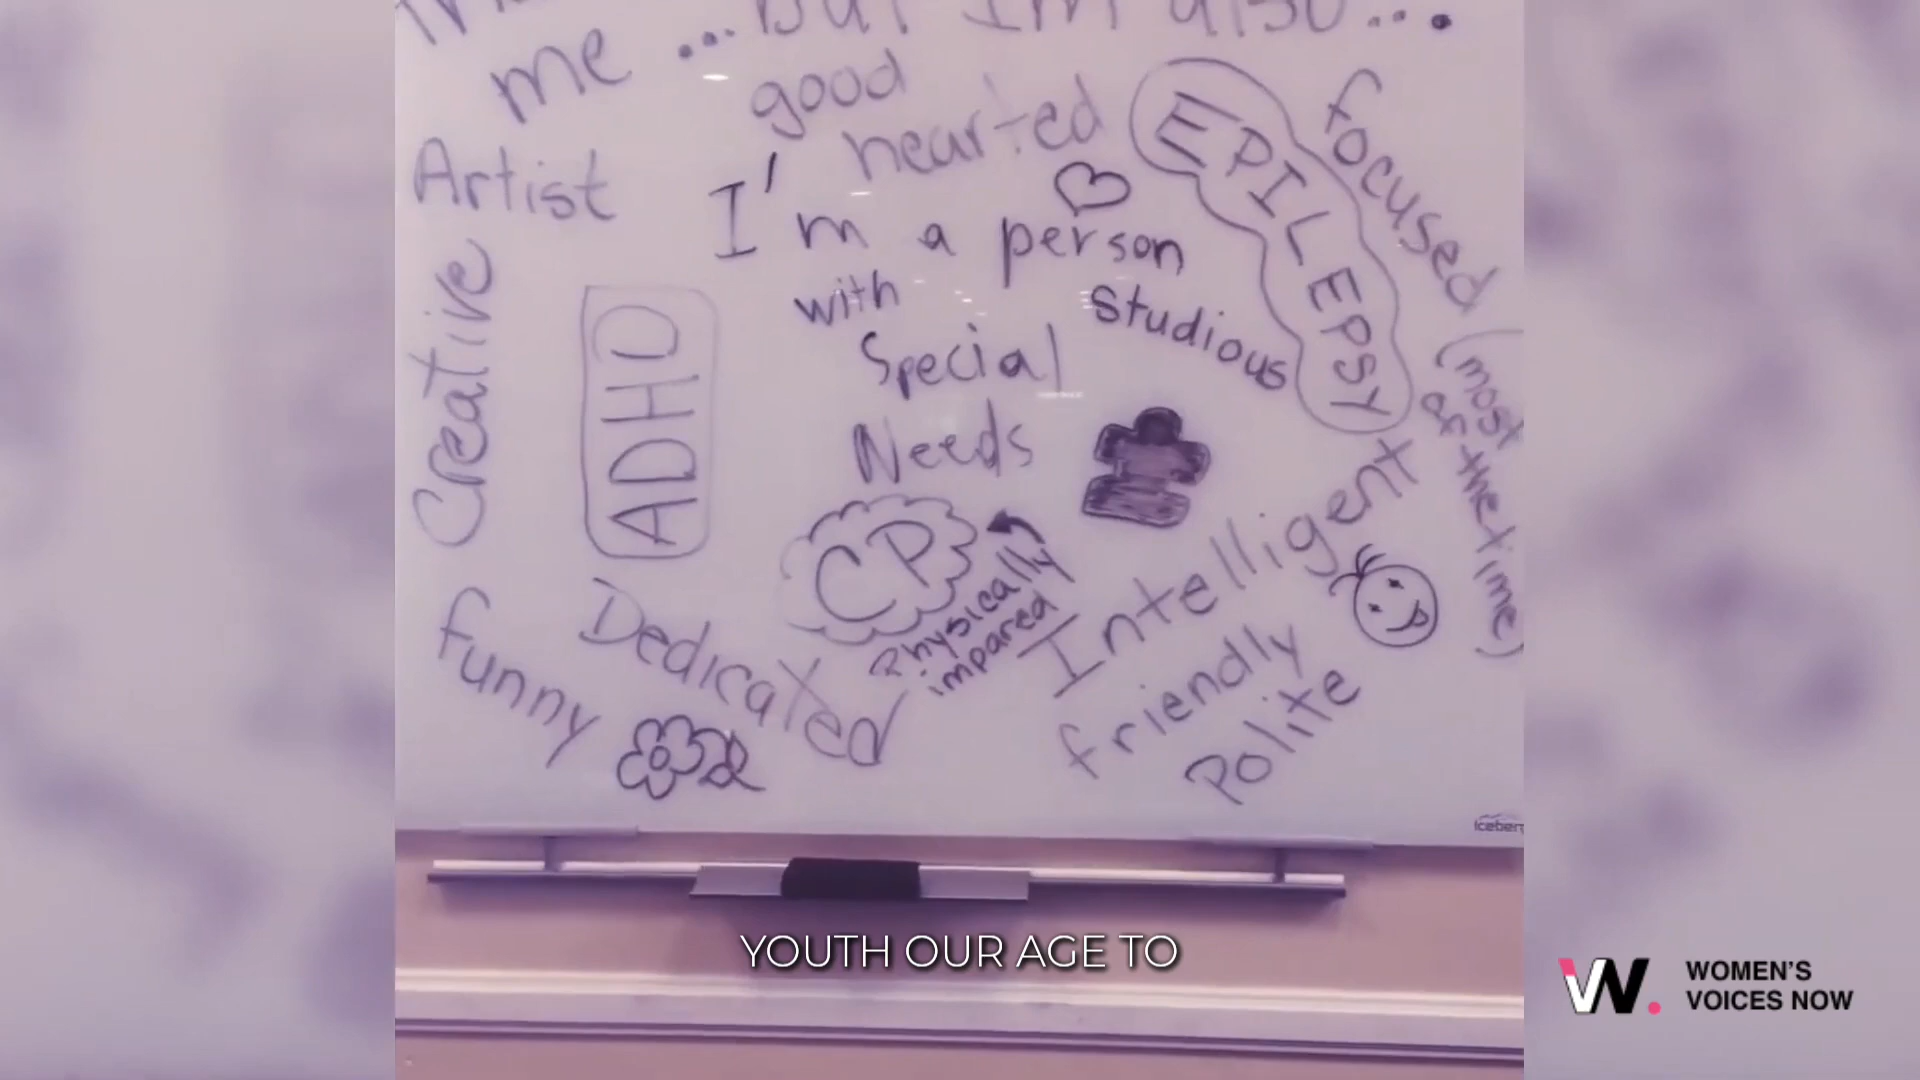 me ... But I'm also...
good
hearted
Artist
I'm a person
with
Special
Needs
EPILEPSY
focused
(most
of the time)
Studious
Creative
ADHD
CP
Physically
impared
Intelligent
funny
Dedicated
friendly
Polite
Iceberg
YOUTH OUR AGE TO
W.
WOMEN'S
VOICES NOW